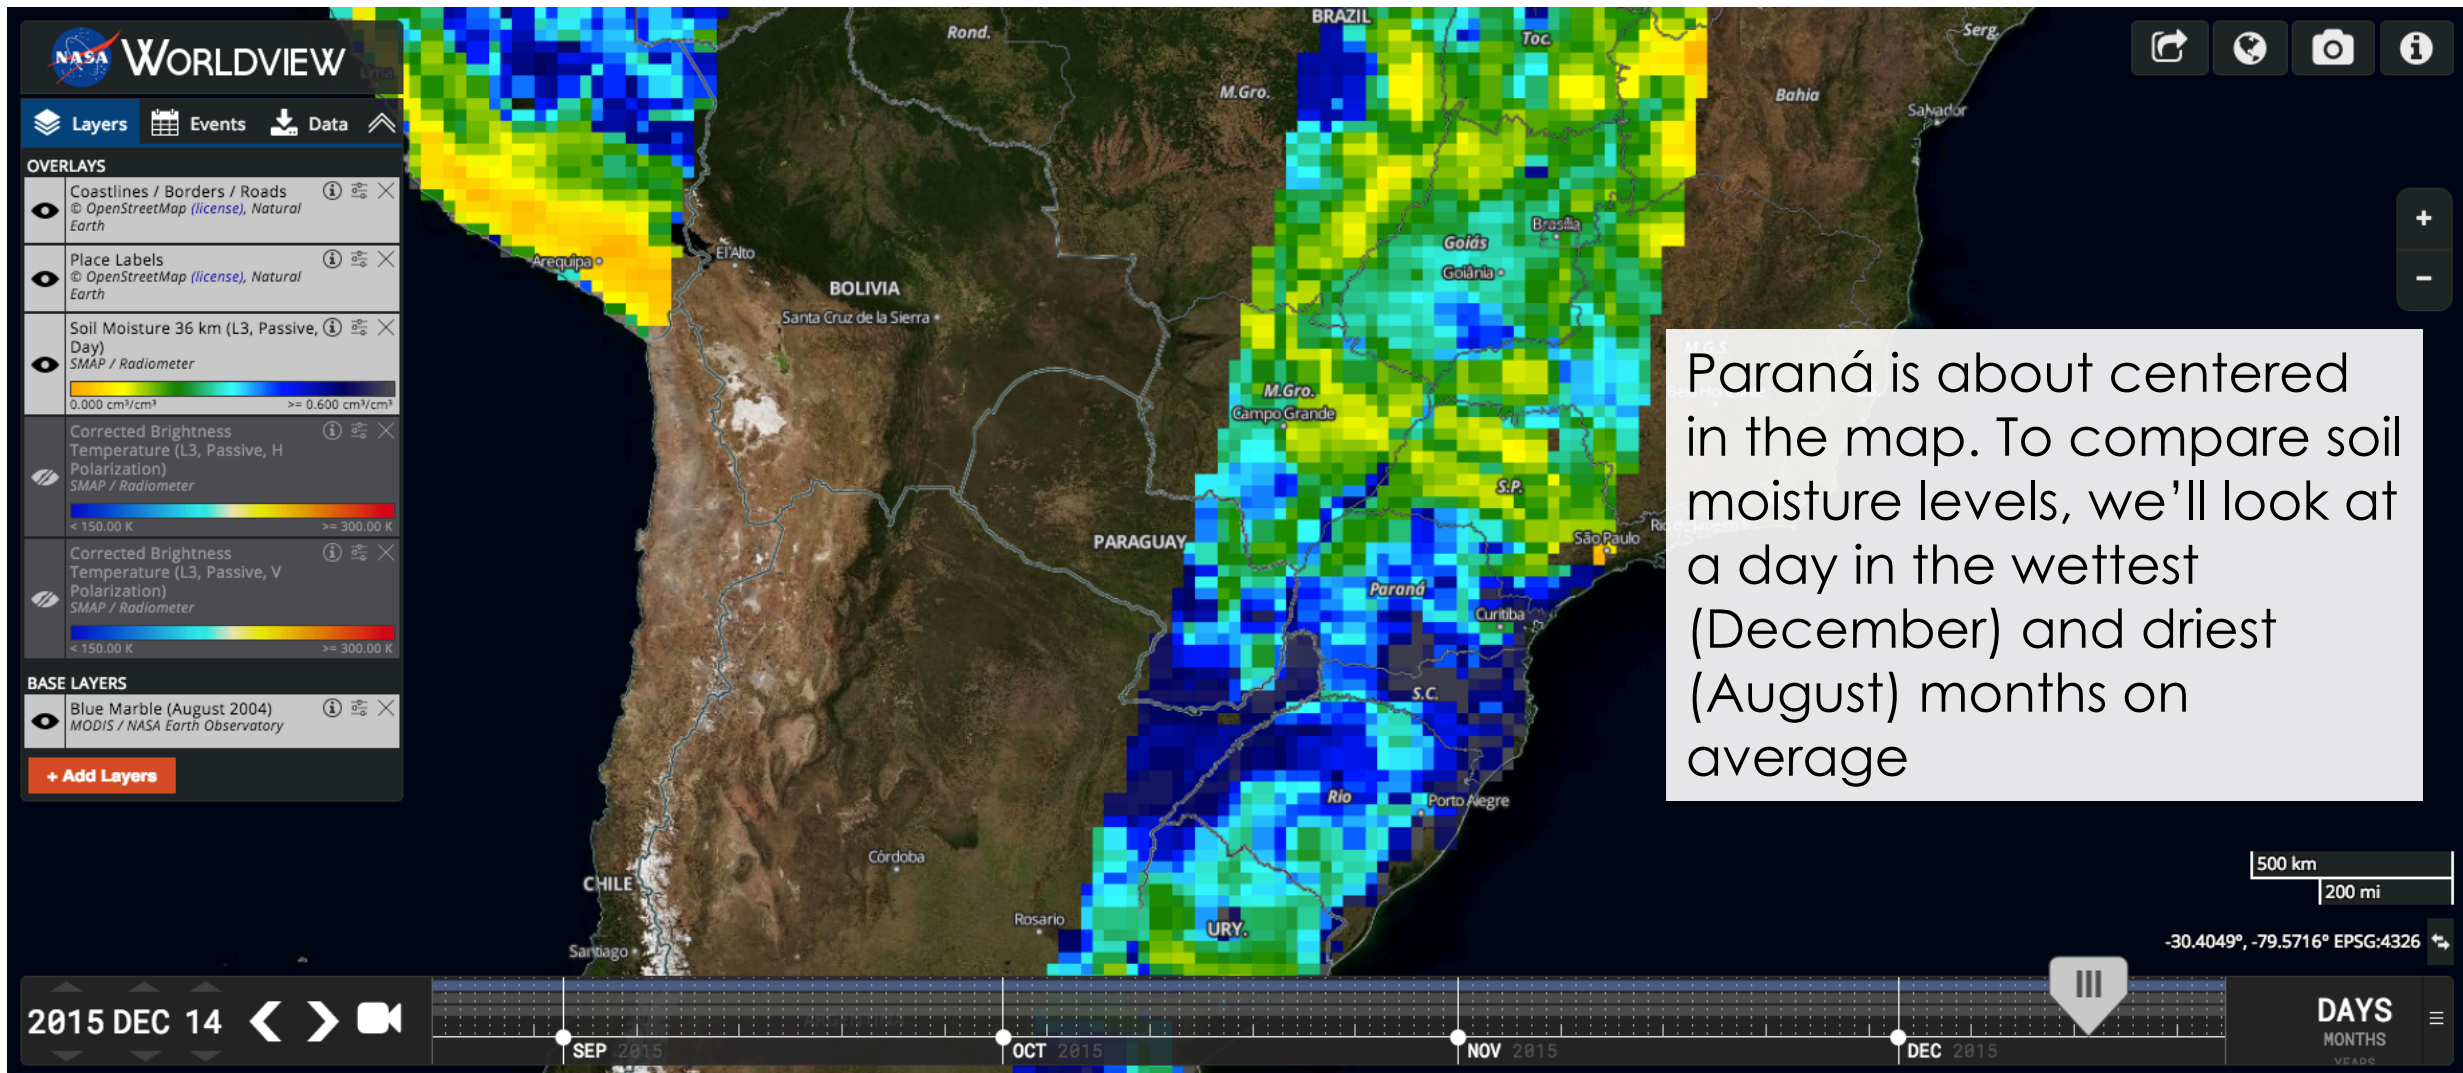 NASA WORLDVIEW
Lima
Layers Events Data
OVERLAYS
Coastlines / Borders / Roads
© OpenStreetMap (license), Natural
Earth
Place Labels
© OpenStreetMap (license), Natural
Earth
Soil Moisture 36 km (L3, Passive,
Day)
SMAP / Radiometer
0.000 cm³/cm³ >= 0.600 cm³/cm³
Corrected Brightness
Temperature (L3, Passive, H
Polarization)
SMAP / Radiometer
< 150.00 K >= 300.00 K
Corrected Brightness
Temperature (L3, Passive, V
Polarization)
SMAP / Radiometer
< 150.00 K >= 300.00 K
BASE LAYERS
Blue Marble (August 2004)
MODIS / NASA Earth Observatory
+ Add Layers
BRAZIL
Rond.
Toc.
Serg.
M.Gro.
Bahia
Salvador
Brasília
Goiás
Goiânia
El Alto
Arequipa
BOLIVIA
Santa Cruz de la Sierra
M.Gro.
Campo Grande
M.G.S.
S.P.
São Paulo
PARAGUAY
Paraná
Curitiba
S.C.
Rio
Porto Alegre
Córdoba
CHILE
Rosario
URY.
Santiago
Paraná is about centered
in the map. To compare soil
moisture levels, we’ll look at
a day in the wettest
(December) and driest
(August) months on
average
+
−
500 km
200 mi
-30.4049°, -79.5716° EPSG:4326
2015 DEC 14
SEP 2015
OCT 2015
NOV 2015
DEC 2015
DAYS
MONTHS
YEARS